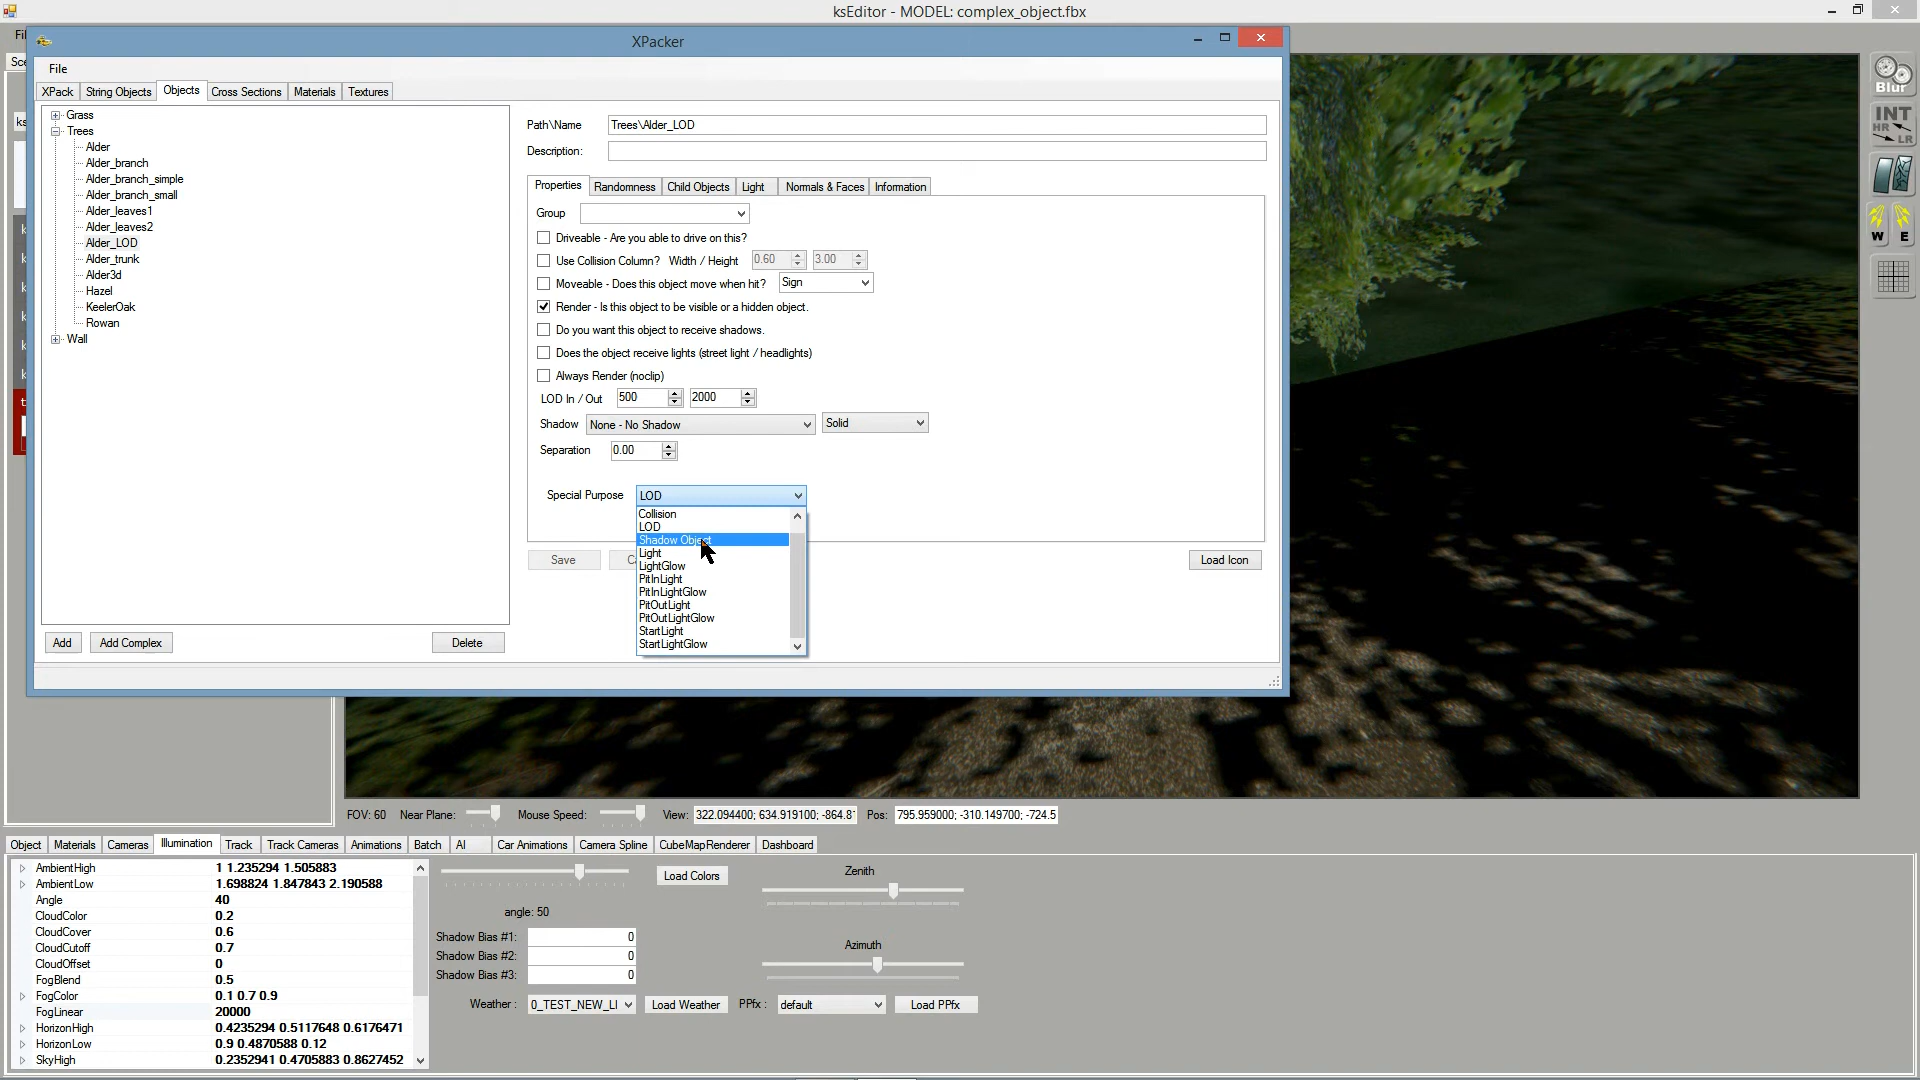 ksEditor - MODEL: complex_object.fbx
XPacker
File
XPack String Objects Objects Cross Sections Materials Textures
Grass
Trees
Alder
Alder_branch
Alder_branch_simple
Alder_branch_small
Alder_leaves1
Alder_leaves2
Alder_LOD
Alder_trunk
Alder3d
Hazel
KeelerOak
Rowan
Wall
Add Add Complex Delete
Path\Name Trees\Alder_LOD
Description:
Properties Randomness Child Objects Light Normals & Faces Information
Group
Driveable - Are you able to drive on this?
Use Collision Column? Width / Height 0.60 3.00
Moveable - Does this object move when hit? Sign
Render - Is this object to be visible or a hidden object.
Do you want this object to receive shadows.
Does the object receive lights (street light / headlights)
Always Render (noclip)
LOD In / Out 500 2000
Shadow None - No Shadow Solid
Separation 0.00
Special Purpose LOD
Collision
LOD
Shadow Object
Light
LightGlow
PitInLight
PitInLightGlow
PitOutLight
PitOutLightGlow
StartLight
StartLightGlow
Save
Load Icon
Blur
INT
HR
LR
W E
FOV: 60 Near Plane: Mouse Speed: View: 322.094400; 634.919100; -864.8 Pos: 795.959000; -310.149700; -724.5
Object Materials Cameras Illumination Track Track Cameras Animations Batch AI Car Animations Camera Spline CubeMapRenderer Dashboard
AmbientHigh 1 1.235294 1.505883
AmbientLow 1.698824 1.847843 2.190588
Angle 40
CloudColor 0.2
CloudCover 0.6
CloudCutoff 0.7
CloudOffset 0
FogBlend 0.5
FogColor 0.1 0.7 0.9
FogLinear 20000
HorizonHigh 0.4235294 0.5117648 0.6176471
HorizonLow 0.9 0.4870588 0.12
SkyHigh 0.2352941 0.4705883 0.8627452
Load Colors
angle: 50
Shadow Bias #1: 0
Shadow Bias #2: 0
Shadow Bias #3: 0
Weather : 0_TEST_NEW_LI Load Weather PPfx : default Load PPfx
Zenith
Azimuth